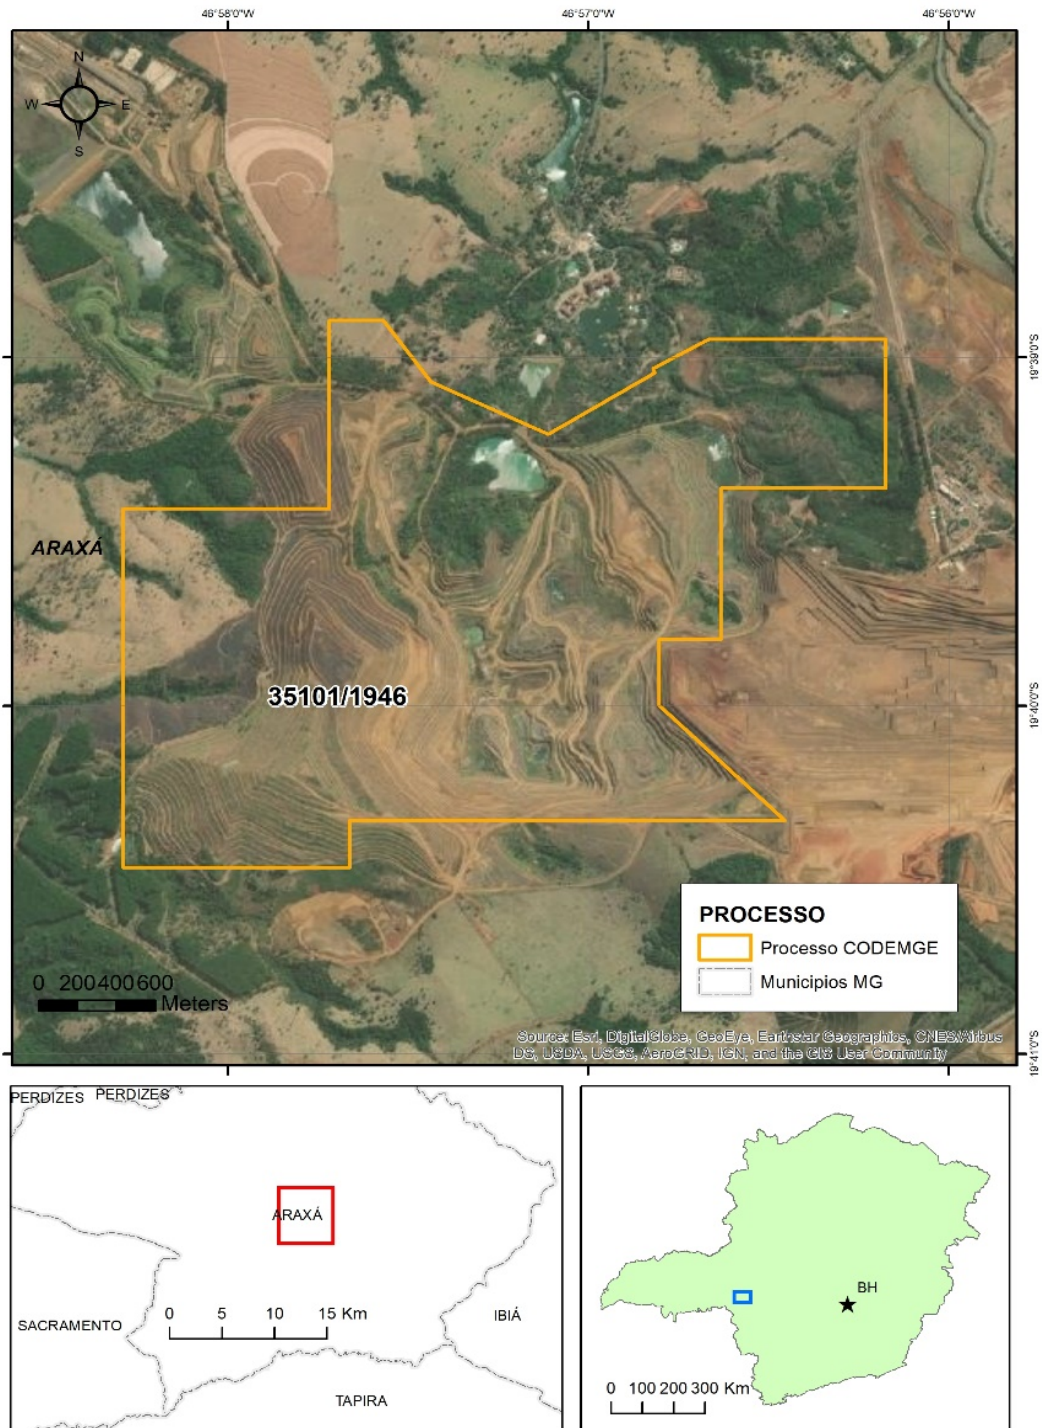 46°58'0"W 46°57'0"W 46°56'0"W
N
W E
S
19°39'0"S
ARAXÁ
35101/1946
19°40'0"S
PROCESSO
Processo CODEMGE
Municipios MG
0 200400600
Meters
Source: Esri, DigitalGlobe, GeoEye, Earthstar Geographics, CNES/Airbus
DS, USDA, USGS, AeroGRID, IGN, and the GIS User Community
19°41'0"S
PERDIZES PERDIZES
ARAXÁ
0 5 10 15 Km
SACRAMENTO
IBIÁ
TAPIRA
BH
0 100 200 300 Km